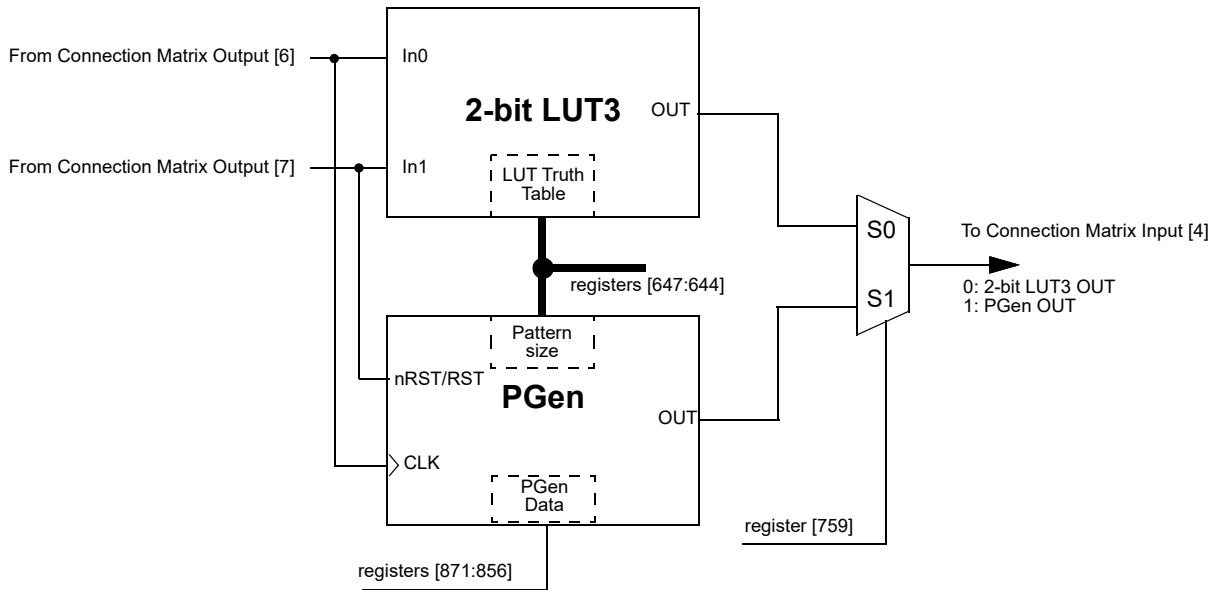 From Connection Matrix Output [6]
In0
2-bit LUT3
OUT
From Connection Matrix Output [7]
In1
LUT Truth
Table
S0
To Connection Matrix Input [4]
registers [647:644]
0: 2-bit LUT3 OUT
S1
1: PGen OUT
Pattern
size
nRST/RST
PGen
OUT
CLK
PGen
Data
register [759]
registers [871:856]